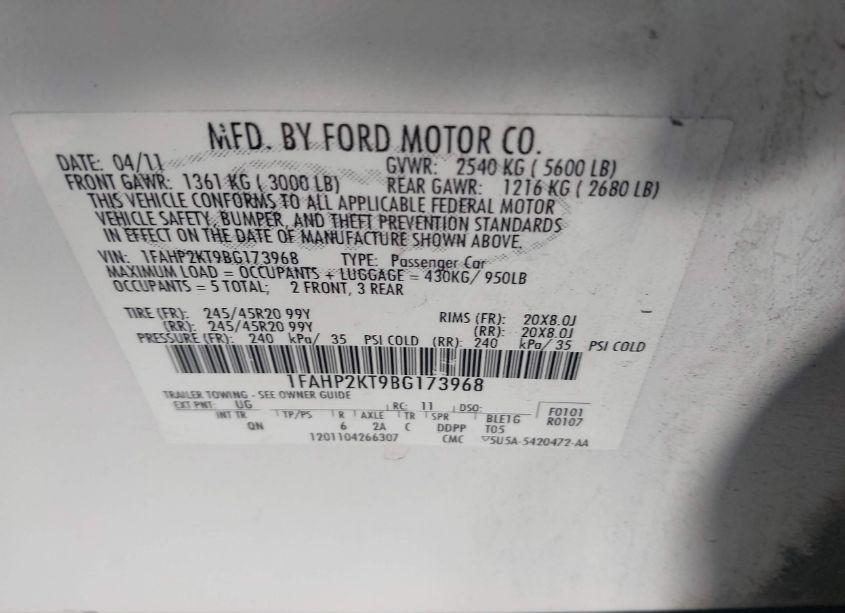 MFD. BY FORD MOTOR CO.
DATE: 04/11 GVWR: 2540 KG ( 5600 LB)
FRONT GAWR: 1361 KG ( 3000 LB) REAR GAWR: 1216 KG ( 2680 LB)
THIS VEHICLE CONFORMS TO ALL APPLICABLE FEDERAL MOTOR
VEHICLE SAFETY, BUMPER, AND THEFT PREVENTION STANDARDS
IN EFFECT ON THE DATE OF MANUFACTURE SHOWN ABOVE.
VIN: 1FAHP2KT9BG173968 TYPE: Passenger Car
MAXIMUM LOAD = OCCUPANTS + LUGGAGE = 430KG/ 950LB
OCCUPANTS = 5 TOTAL; 2 FRONT, 3 REAR
TIRE (FR): 245/45R20 99Y RIMS (FR): 20X8.0J
(RR): 245/45R20 99Y (RR): 20X8.0J
PRESSURE (FR): 240 kPa/ 35 PSI COLD (RR): 240 kPa/ 35 PSI COLD
1FAHP2KT9BG173968
TRAILER TOWING - SEE OWNER GUIDE
EXT PNT: UG RC: 11 DSO: F0101
INT TR TP/PS R AXLE TR SPR BLE1G R0107
QN 6 2A C DDPP T05
1201104266307 CMC 5U5A-5420472-AA